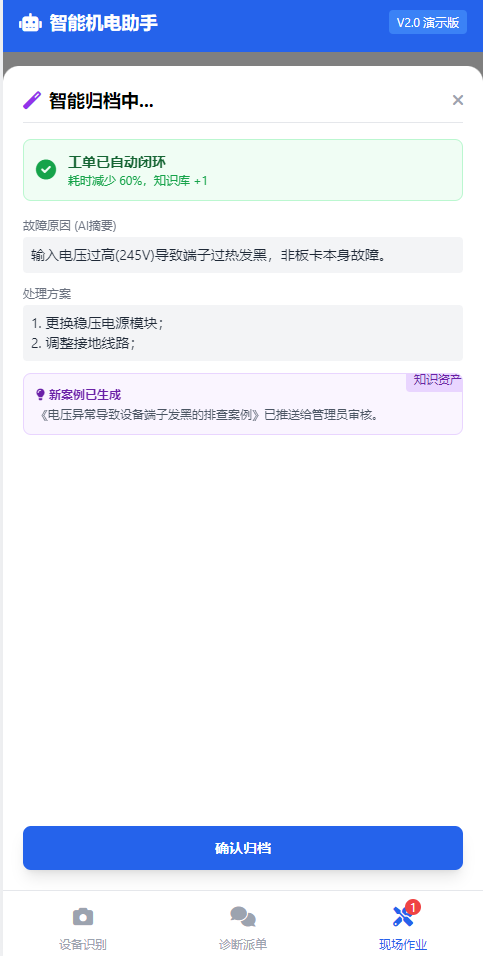 智能机电助手
V2.0 演示版
智能归档中...
工单已自动闭环
耗时减少 60%，知识库 +1
故障原因 (AI摘要)
输入电压过高(245V)导致端子过热发黑，非板卡本身故障。
处理方案
1. 更换稳压电源模块；
2. 调整接地线路；
知识资产
新案例已生成
《电压异常导致设备端子发黑的排查案例》已推送给管理员审核。
确认归档
1
设备识别
诊断派单
现场作业